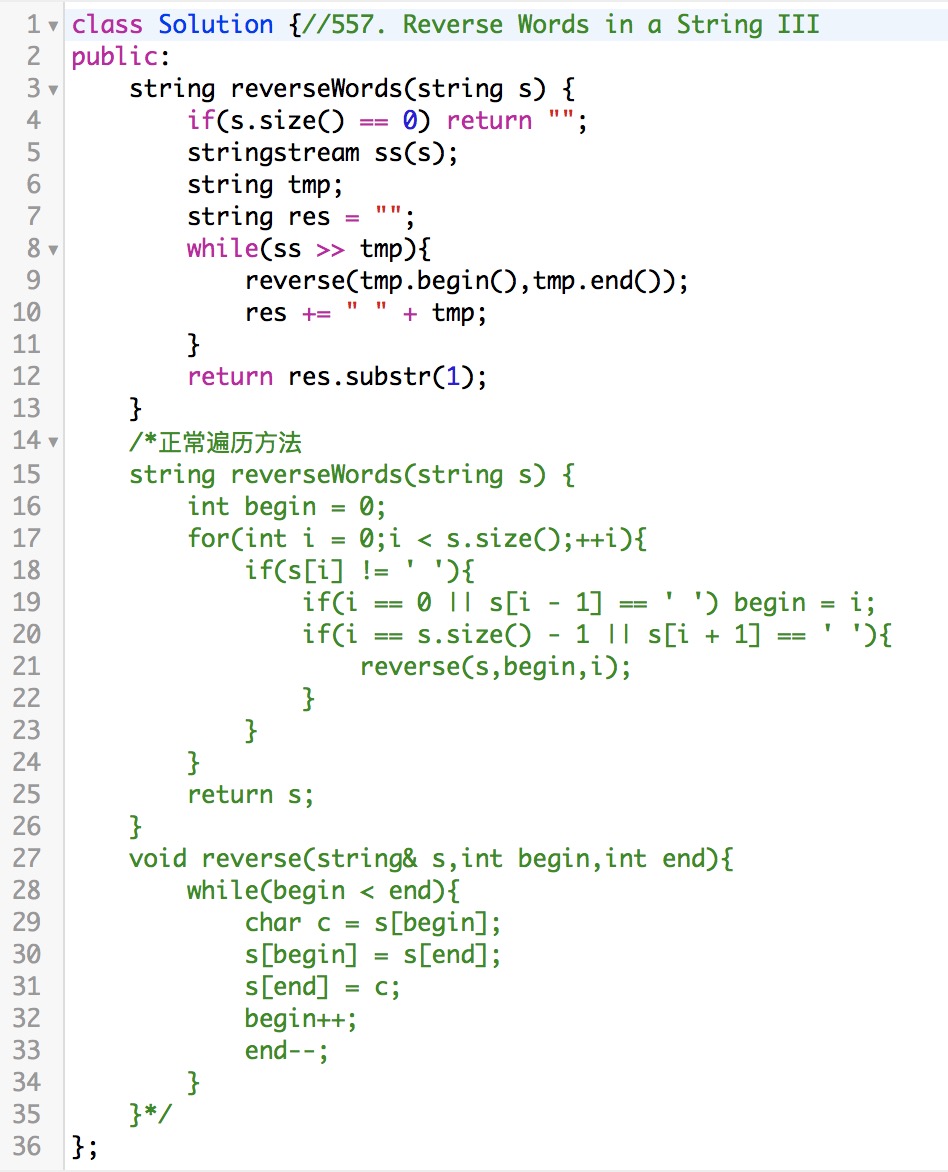 1 class Solution {//557. Reverse Words in a String III
2 public:
3     string reverseWords(string s) {
4         if(s.size() == 0) return "";
5         stringstream ss(s);
6         string tmp;
7         string res = "";
8         while(ss >> tmp){
9             reverse(tmp.begin(),tmp.end());
10             res += " " + tmp;
11         }
12         return res.substr(1);
13     }
14     /*正常遍历方法
15     string reverseWords(string s) {
16         int begin = 0;
17         for(int i = 0;i < s.size();++i){
18             if(s[i] != ' '){
19                 if(i == 0 || s[i - 1] == ' ') begin = i;
20                 if(i == s.size() - 1 || s[i + 1] == ' '){
21                     reverse(s,begin,i);
22                 }
23             }
24         }
25         return s;
26     }
27     void reverse(string& s,int begin,int end){
28         while(begin < end){
29             char c = s[begin];
30             s[begin] = s[end];
31             s[end] = c;
32             begin++;
33             end--;
34         }
35     }*/
36 };